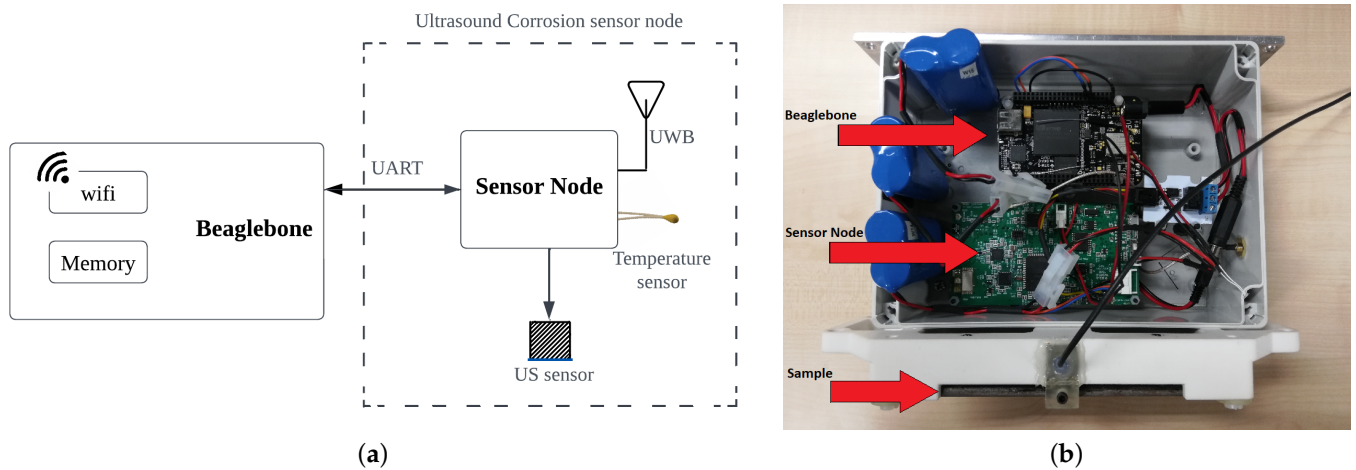 Ultrasound Corrosion sensor node
UWB
UART
wifi
Sensor Node
Beaglebone
Memory
Temperature
sensor
US sensor
(a)
Beaglebone
Sensor Node
Sample
(b)